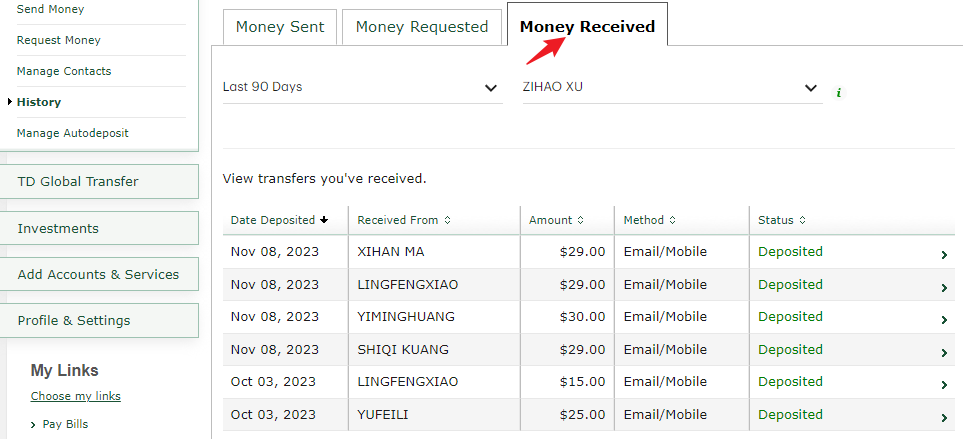 Send Money
Request Money
Manage Contacts
History
Manage Autodeposit
TD Global Transfer
Investments
Add Accounts & Services
Profile & Settings
My Links
Choose my links
Pay Bills
Money Sent
Money Requested
Money Received
Last 90 Days
ZIHAO XU
i
View transfers you've received.
Date Deposited Received From Amount Method Status
Nov 08, 2023 XIHAN MA $29.00 Email/Mobile Deposited
Nov 08, 2023 LINGFENGXIAO $29.00 Email/Mobile Deposited
Nov 08, 2023 YIMINGHUANG $30.00 Email/Mobile Deposited
Nov 08, 2023 SHIQI KUANG $29.00 Email/Mobile Deposited
Oct 03, 2023 LINGFENGXIAO $15.00 Email/Mobile Deposited
Oct 03, 2023 YUFEILI $25.00 Email/Mobile Deposited